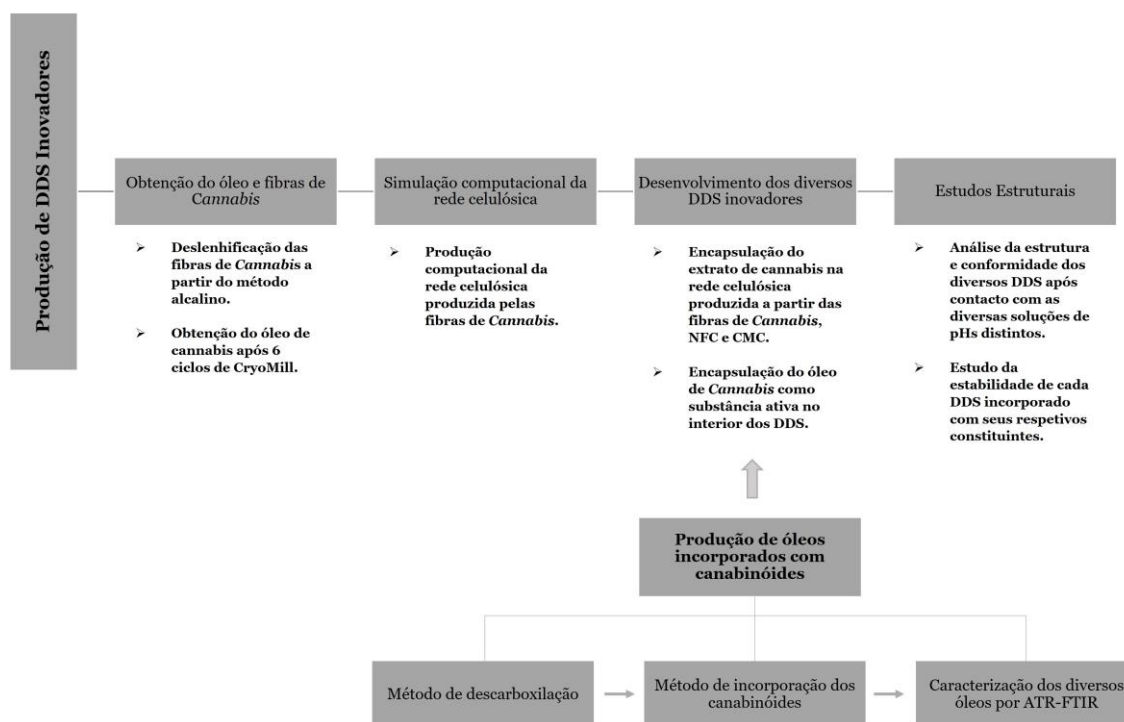 Produção de DDS Inovadores
Obtenção do óleo e fibras de
Cannabis
➢ Deslenhificação das
fibras de Cannabis a
partir do método
alcalino.
➢ Obtenção do óleo de
cannabis após 6
ciclos de CryoMill.
Simulação computacional da
rede celulósica
➢ Produção
computacional da
rede celulósica
produzida pelas
fibras de Cannabis.
Desenvolvimento dos diversos
DDS inovadores
➢ Encapsulação do
extrato de cannabis na
rede celulósica
produzida a partir das
fibras de Cannabis,
NFC e CMC.
➢ Encapsulação do óleo
de Cannabis como
substância ativa no
interior dos DDS.
Estudos Estruturais
➢ Análise da estrutura
e conformidade dos
diversos DDS após
contacto com as
diversas soluções de
pHs distintos.
➢ Estudo da
estabilidade de cada
DDS incorporado
com seus respetivos
constituintes.
Produção de óleos
incorporados com
canabinóides
Método de descarboxilação
Método de incorporação dos
canabinóides
Caracterização dos diversos
óleos por ATR-FTIR